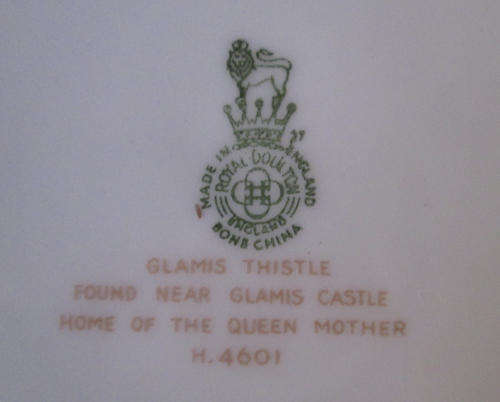 MADE IN ENGLAND
ROYAL DOULTON
ENGLAND
BONE CHINA
GLAMIS THISTLE
FOUND NEAR GLAMIS CASTLE
HOME OF THE QUEEN MOTHER
H.4601